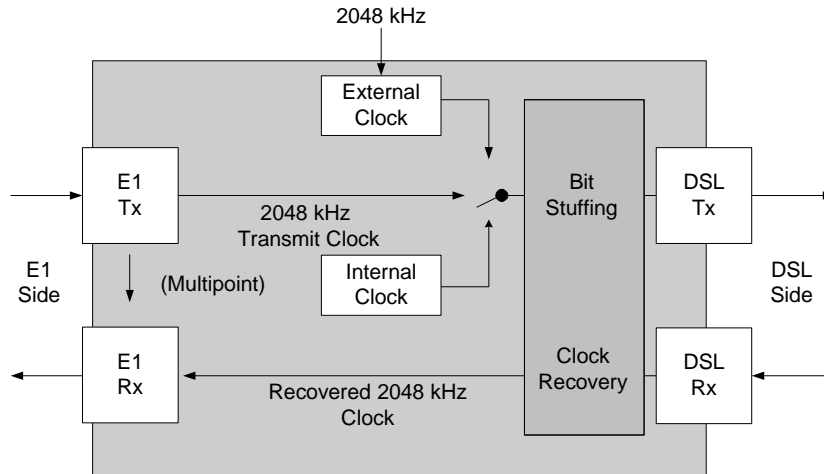 2048 kHz
External
Clock
E1
Tx
2048 kHz
Transmit Clock
Bit
Stuffing
DSL
Tx
E1
Side
(Multipoint)
Internal
Clock
DSL
Side
E1
Rx
Recovered 2048 kHz
Clock
Clock
Recovery
DSL
Rx